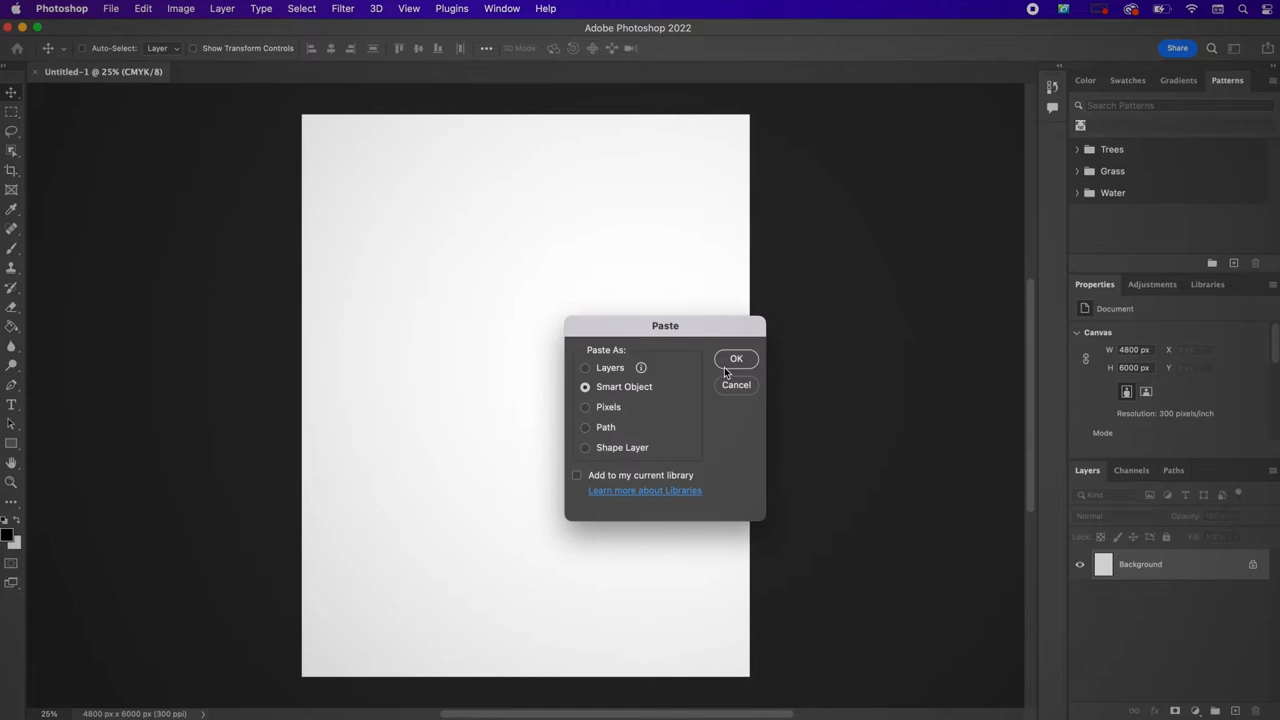 Photoshop File Edit Image Layer Type Select Filter 3D View Plugins Window Help
Adobe Photoshop 2022
Auto-Select: Layer Show Transform Controls 3D Mode: Share
Untitled-1 @ 25% (CMYK/8)
Color Swatches Gradients Patterns
Search Patterns
Trees
Grass
Water
Properties Adjustments Libraries
Document
Canvas
W 4800 px X
H 6000 px Y
Resolution: 300 pixels/inch
Mode
Layers Channels Paths
Kind
Normal Opacity: 100%
Lock: Fill: 100%
Background
Paste
Paste As:
Layers
Smart Object
Pixels
Path
Shape Layer
OK
Cancel
Add to my current library
Learn more about Libraries
25% 4800 px x 6000 px (300 ppi)